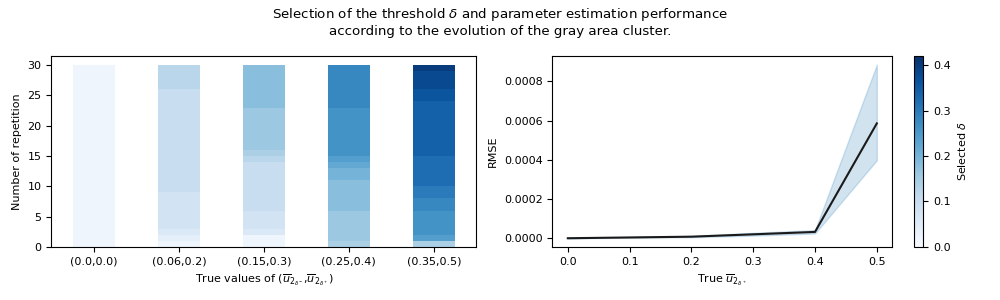 Selection of the threshold δ and parameter estimation performance
according to the evolution of the gray area cluster.
30
25
20
15
10
5
0
Number of repetition
(0.0,0.0) (0.06,0.2) (0.15,0.3) (0.25,0.4) (0.35,0.5)
True values of (u̅₂ₐ-,u̅₂ₐ+)
0.0008
0.0006
0.0004
0.0002
0.0000
RMSE
0.0 0.1 0.2 0.3 0.4 0.5
True u̅₂ₐ+
0.4
0.3
0.2
0.1
0.0
Selected δ